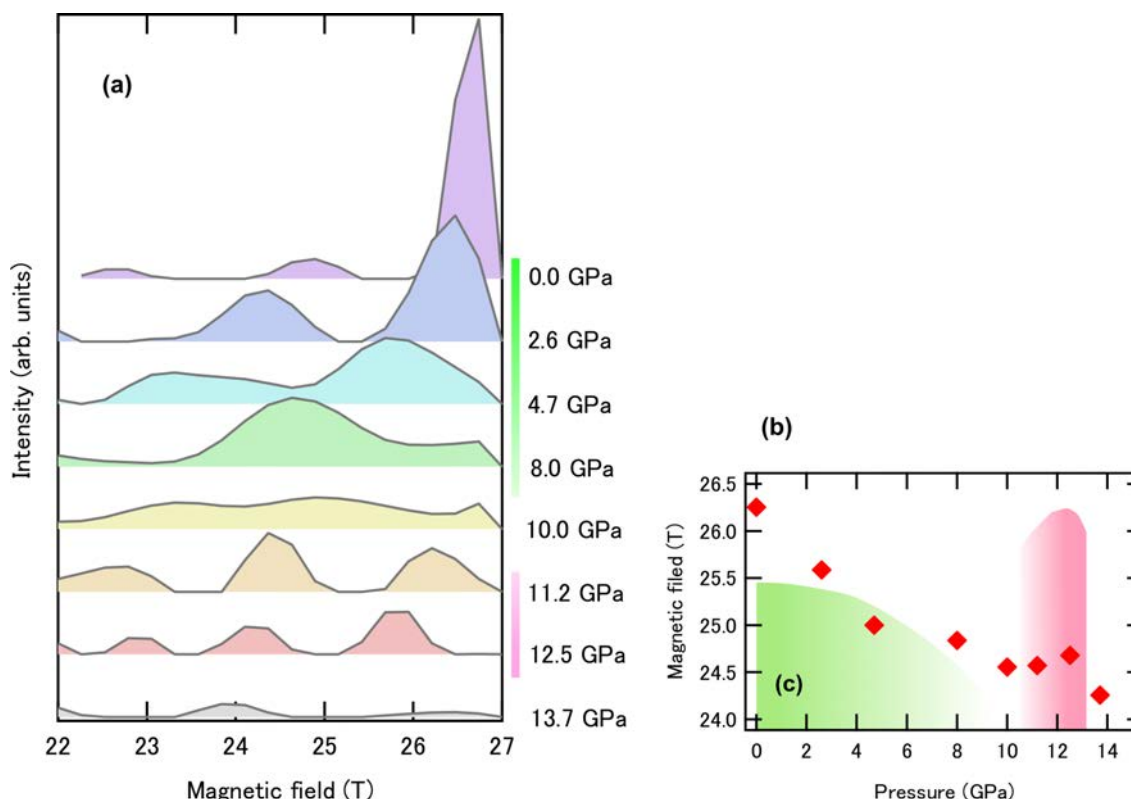 (a)
Intensity (arb. units)
0.0 GPa
2.6 GPa
4.7 GPa
8.0 GPa
10.0 GPa
11.2 GPa
12.5 GPa
13.7 GPa
22 23 24 25 26 27
Magnetic field (T)
(b)
Magnetic filed (T)
26.5
26.0
25.5
25.0
24.5
24.0
(c)
0 2 4 6 8 10 12 14
Pressure (GPa)